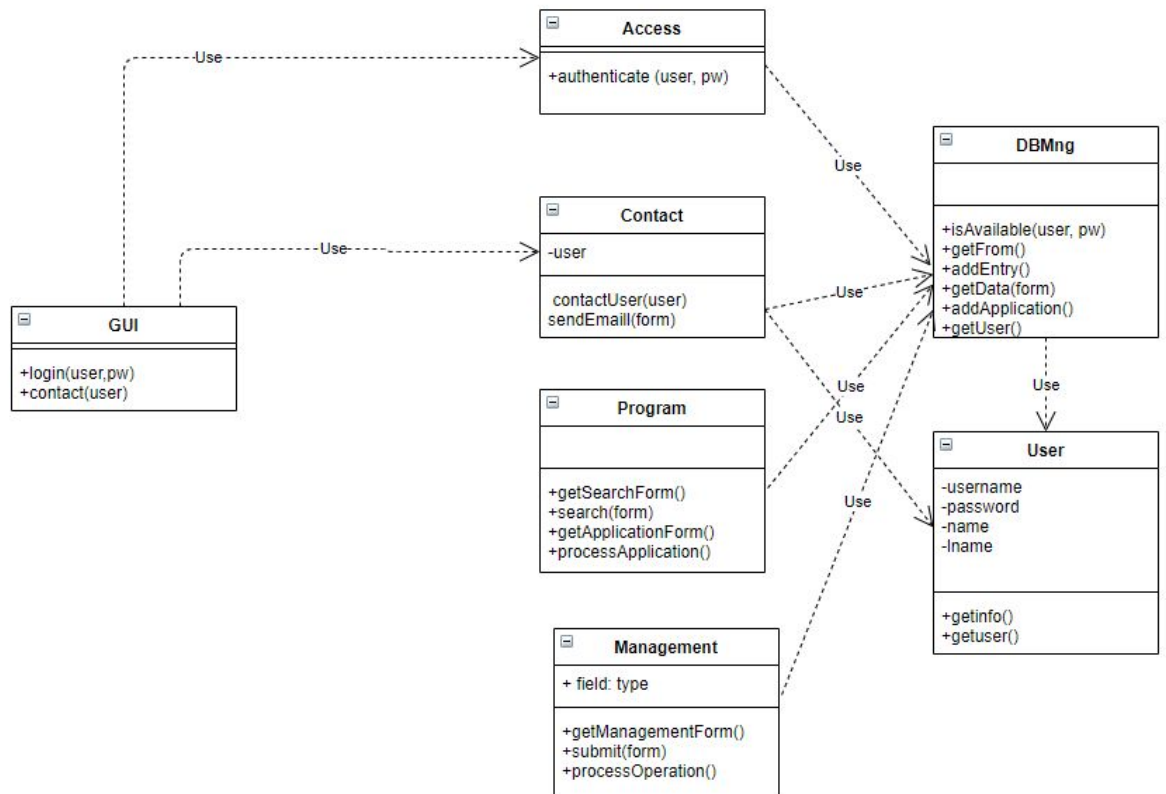 Access
+authenticate (user, pw)
Use
DBMng
+isAvailable(user, pw)
+getFrom()
+addEntry()
+getData(form)
+addApplication()
+getUser()
Use
Contact
-user
contactUser(user)
sendEmaill(form)
Use
Use
GUI
+login(user,pw)
+contact(user)
Program
+getSearchForm()
+search(form)
+getApplicationForm()
+processApplication()
Use
Use
Use
User
-username
-password
-name
-lname
+getinfo()
+getuser()
Use
Management
+ field: type
+getManagementForm()
+submit(form)
+processOperation()